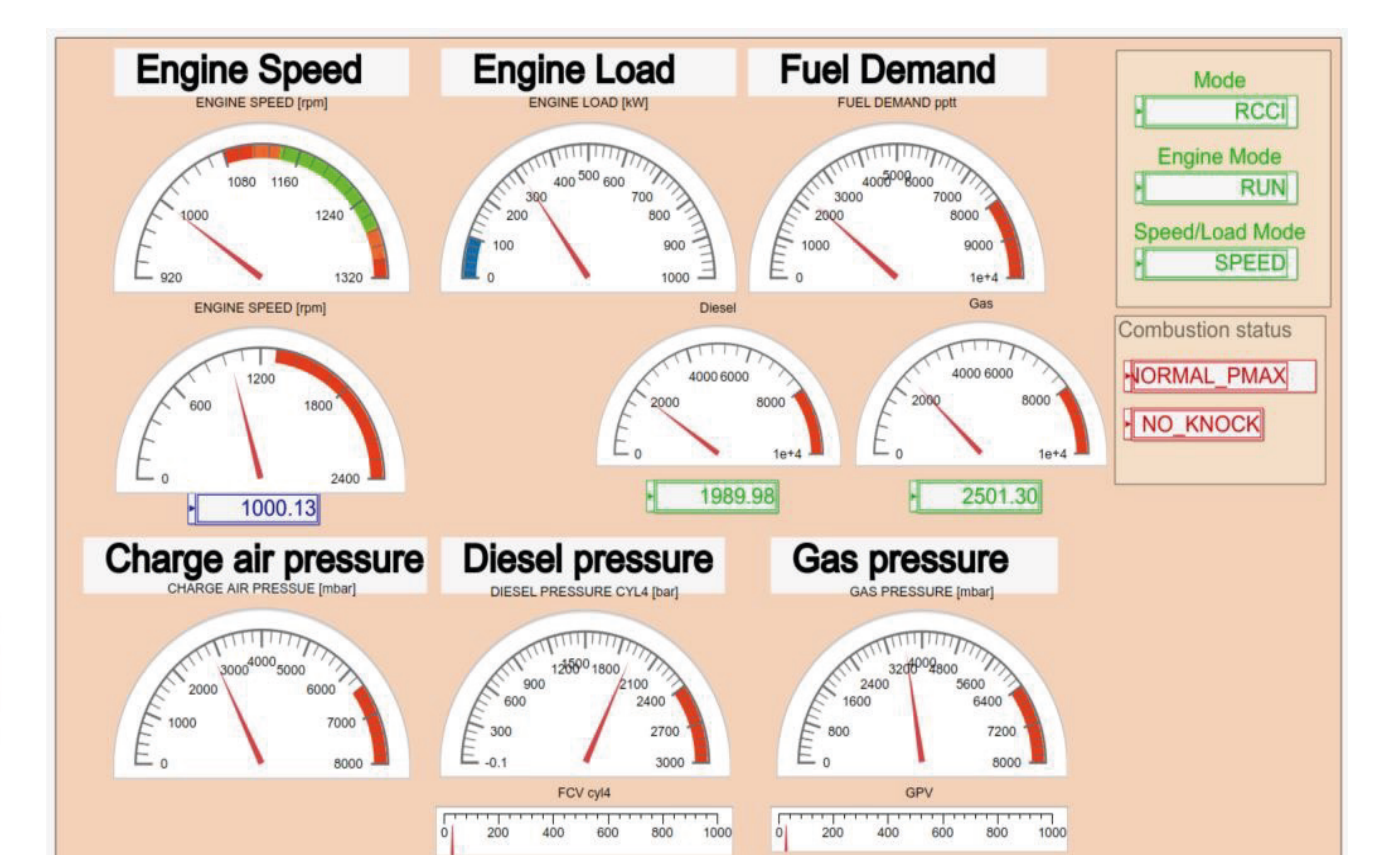 Engine Speed
Engine Load
Fuel Demand
ENGINE SPEED [rpm]
ENGINE LOAD [kW]
FUEL DEMAND pptt
920 1000 1080 1160 1240 1320
0 100 200 300 400 500 600 700 800 900 1000
0 1000 2000 3000 4000 5000 6000 7000 8000 9000 1e+4
Mode
RCCI
Engine Mode
RUN
Speed/Load Mode
SPEED
ENGINE SPEED [rpm]
Diesel
Gas
0 600 1200 1800 2400
0 2000 4000 6000 8000 1e+4
0 2000 4000 6000 8000 1e+4
1000.13
1989.98
2501.30
Combustion status
NORMAL_PMAX
NO_KNOCK
Charge air pressure
Diesel pressure
Gas pressure
CHARGE AIR PRESSUE [mbar]
DIESEL PRESSURE CYL4 [bar]
GAS PRESSURE [mbar]
0 1000 2000 3000 4000 5000 6000 7000 8000
-0.1 300 600 900 1200 1500 1800 2100 2400 2700 3000
0 800 1600 2400 3200 4000 4800 5600 6400 7200 8000
FCV cyl4
GPV
0 200 400 600 800 1000
0 200 400 600 800 1000